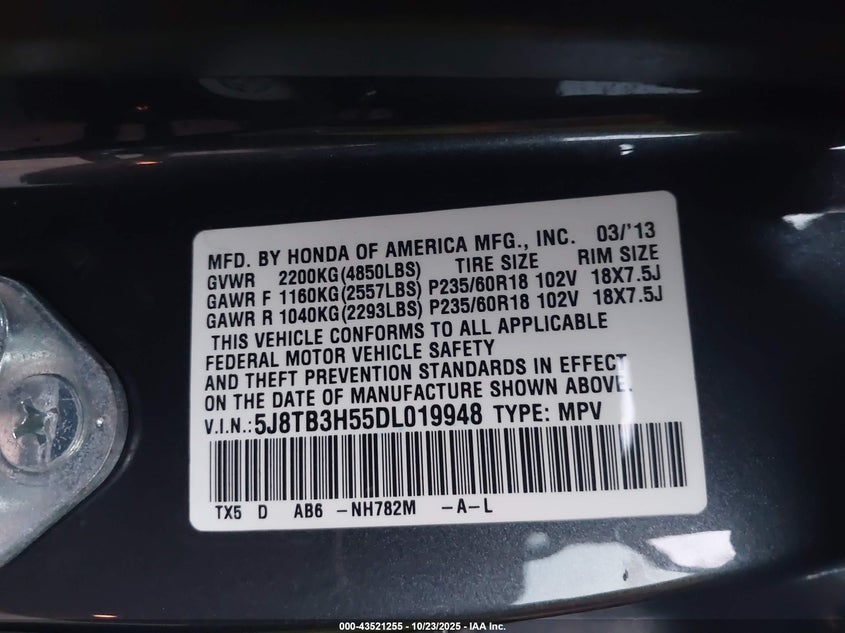 MFD. BY HONDA OF AMERICA MFG., INC. 03/'13
GVWR 2200KG(4850LBS) TIRE SIZE RIM SIZE
GAWR F 1160KG(2557LBS) P235/60R18 102V 18X7.5J
GAWR R 1040KG(2293LBS) P235/60R18 102V 18X7.5J
THIS VEHICLE CONFORMS TO ALL APPLICABLE
FEDERAL MOTOR VEHICLE SAFETY
AND THEFT PREVENTION STANDARDS IN EFFECT
ON THE DATE OF MANUFACTURE SHOWN ABOVE.
V.I.N.: 5J8TB3H55DL019948 TYPE: MPV
TX5 D AB6 -NH782M -A-L
000-43521255 - 10/23/2025 - IAA Inc.